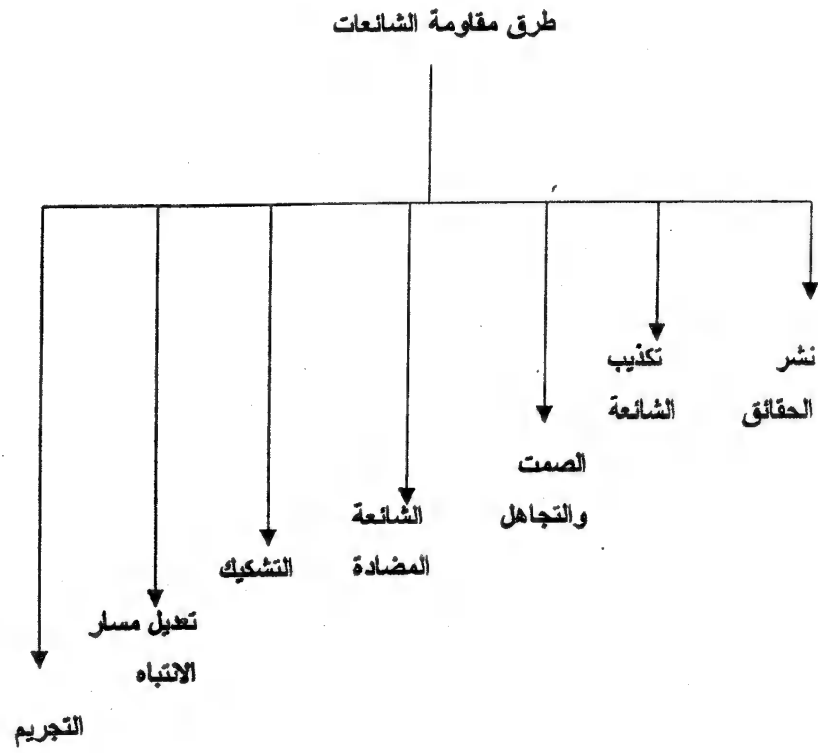 طرق مقاومة الشائعات
نشر
الحقائق
تكذيب
الشائعة
الصمت
والتجاهل
الشائعة
المضادة
التشكيك
تعديل مسار
الانتباه
التجريم